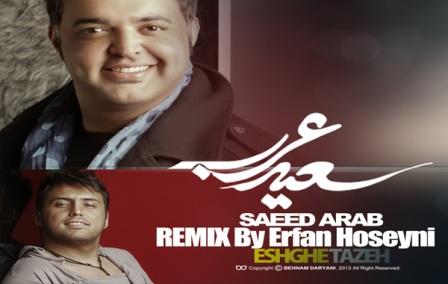 سعید عرب
SAEED ARAB
REMIX By Erfan Hoseyni
ESHGHE TAZEH
Copyright © BEHNAM DARYANI, 2013 All Right Reserved.